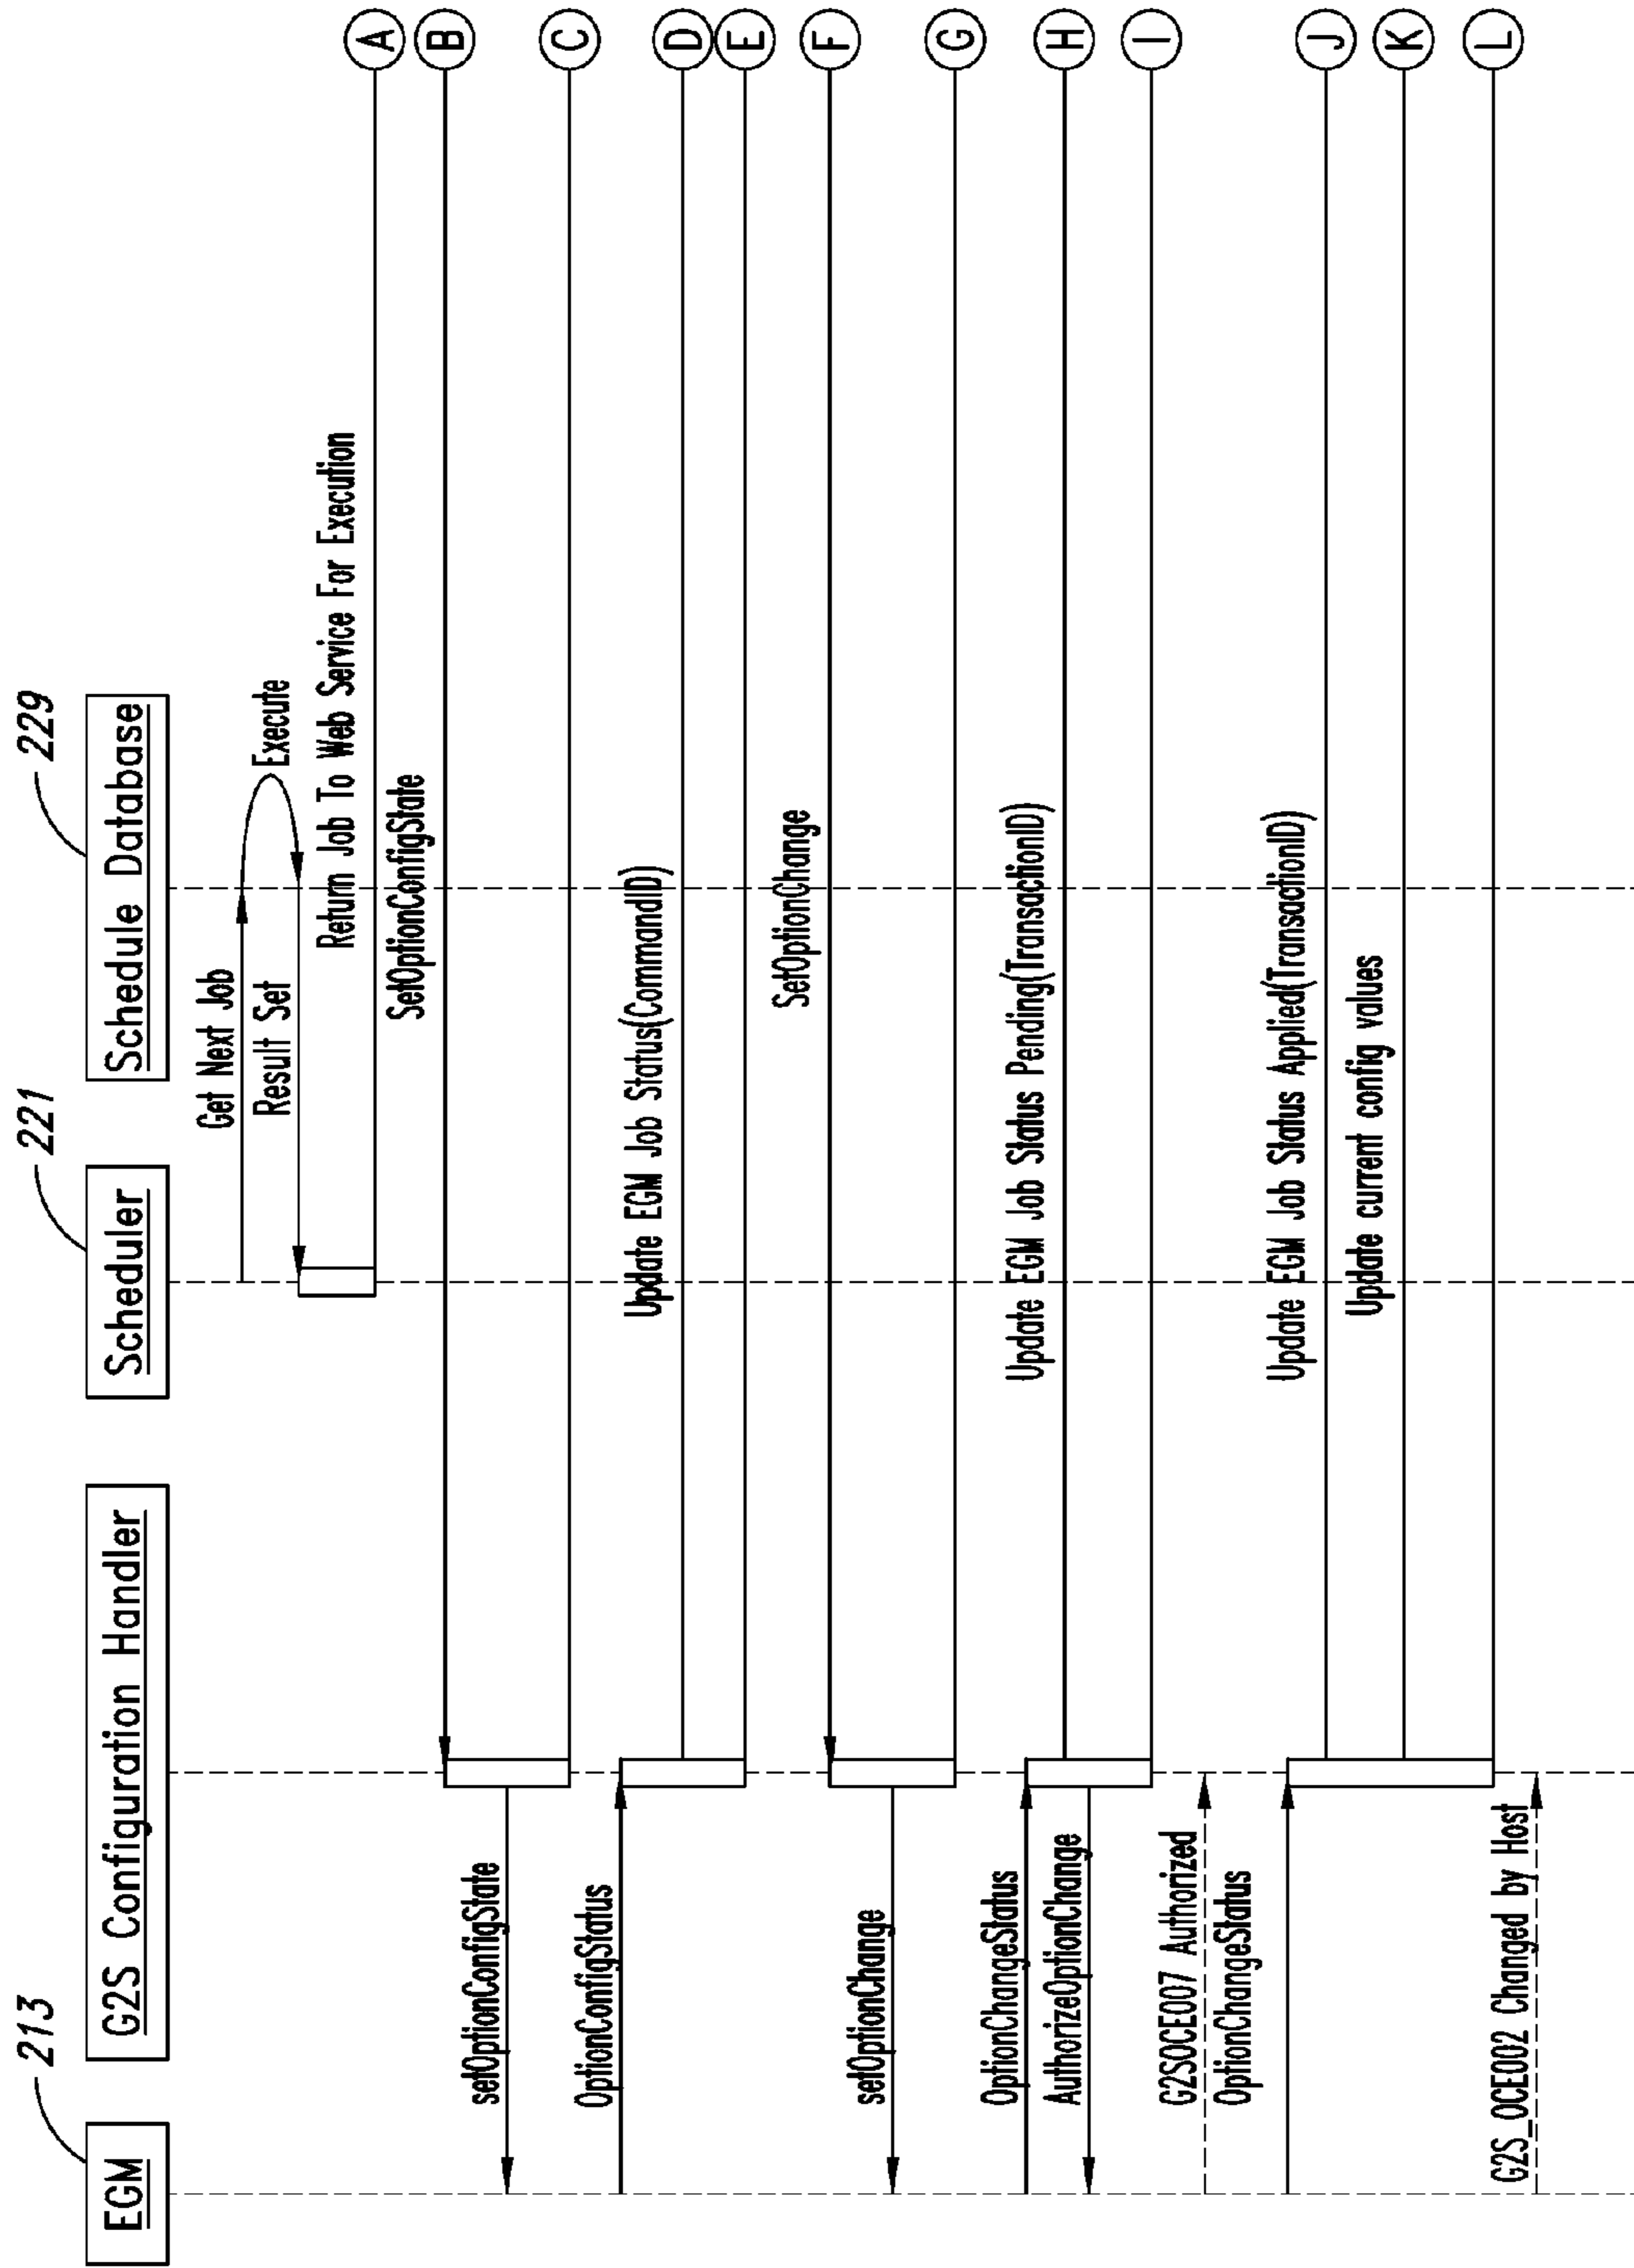 213
EGM
G2S Configuration Handler
221
Scheduler
229
Schedule Database
Get Next Job
Execute
Result Set
Return Job To Web Service For Execution
A
SetOptionConfigState
B
setOptionConfigState
C
OptionConfigStatus
Update EGM Job Status(CommandID)
D
E
SetOptionChange
F
setOptionChange
G
OptionChangeStatus
Update EGM Job Status Pending(TransactionID)
H
AuthorizeOptionChange
I
G2SOCE007 Authorized
OptionChangeStatus
Update EGM Job Status Applied(TransactionID)
J
Update current config values
K
L
G2S_OCE002 Changed by Host